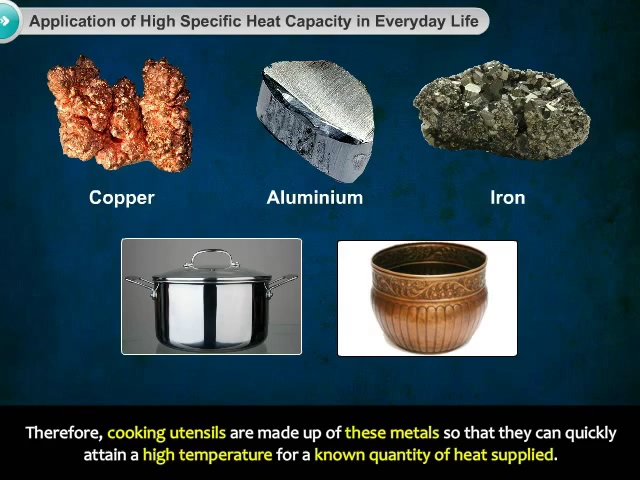 Application of High Specific Heat Capacity in Everyday Life
Copper
Aluminium
Iron
Therefore, cooking utensils are made up of these metals so that they can quickly
attain a high temperature for a known quantity of heat supplied.